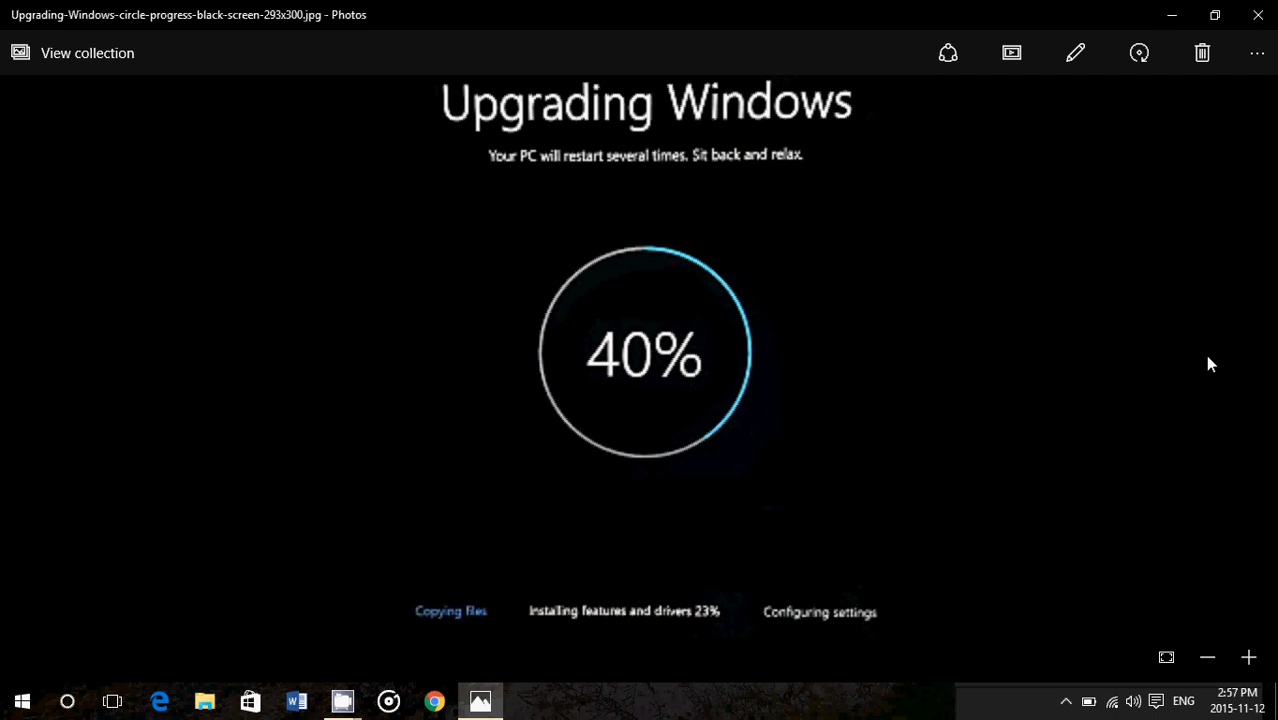 Upgrading-Windows-circle-progress-black-screen-293x300.jpg - Photos
View collection
Upgrading Windows
Your PC will restart several times. Sit back and relax.
40%
Copying files Installing features and drivers 23% Configuring settings
ENG 2:57 PM
2015-11-12